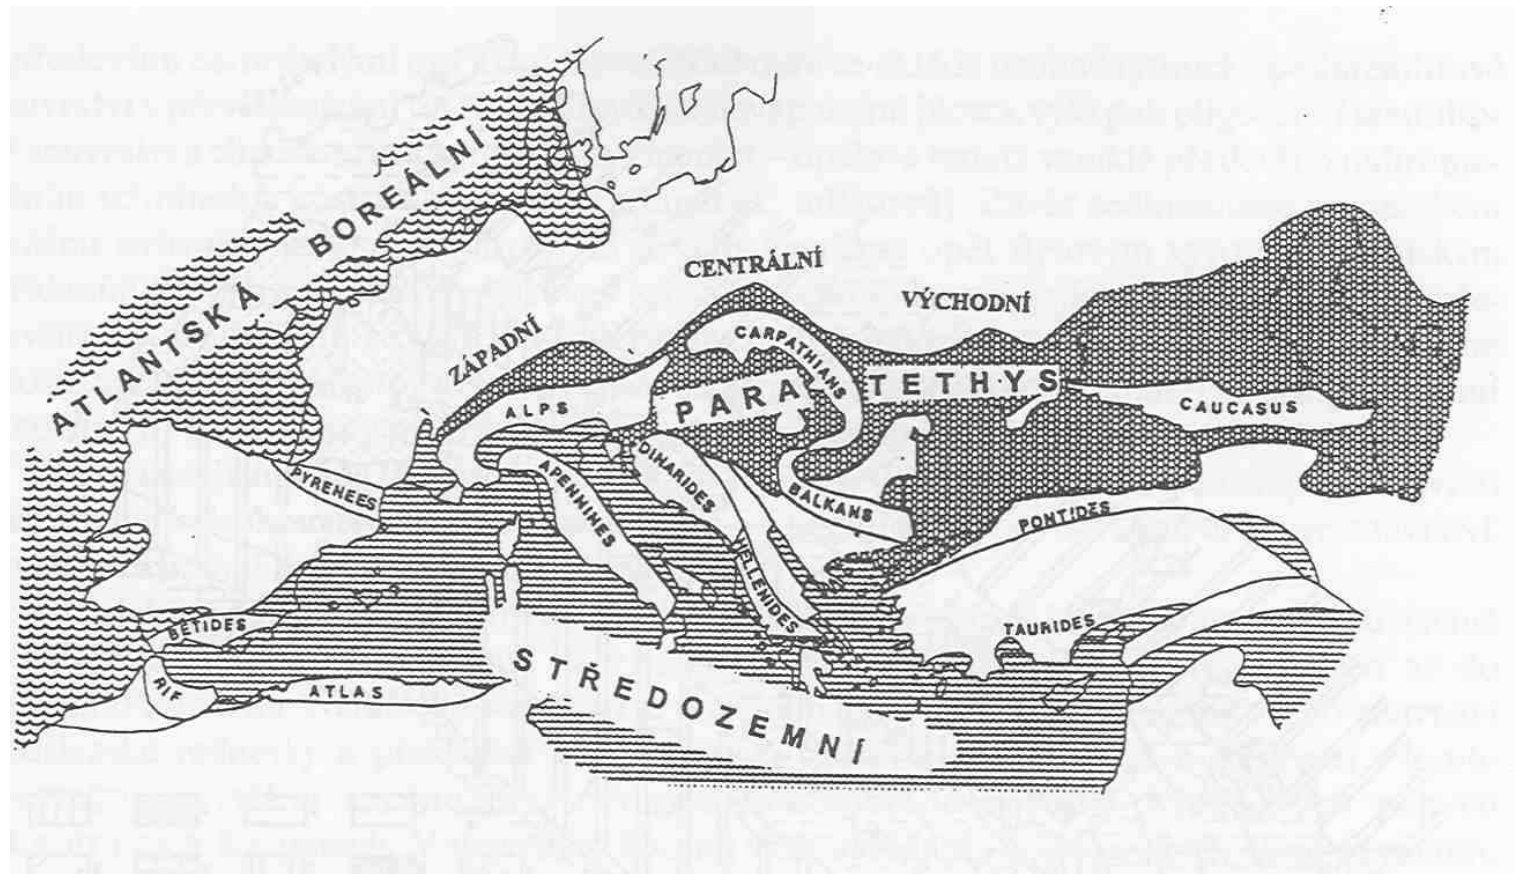 ATLANTSKÁ BOREÁLNÍ
CENTRÁLNÍ
VÝCHODNÍ
ZÁPADNÍ
CARPATHIANS
PARA TETHYS
ALPS
CAUCASUS
DINARIDES
PYRENEES
APENNINES
BALKANS
PONTIDES
HELLENIDES
BETIDES
TAURIDES
RIF
ATLAS
STŘEDOZEMNÍ